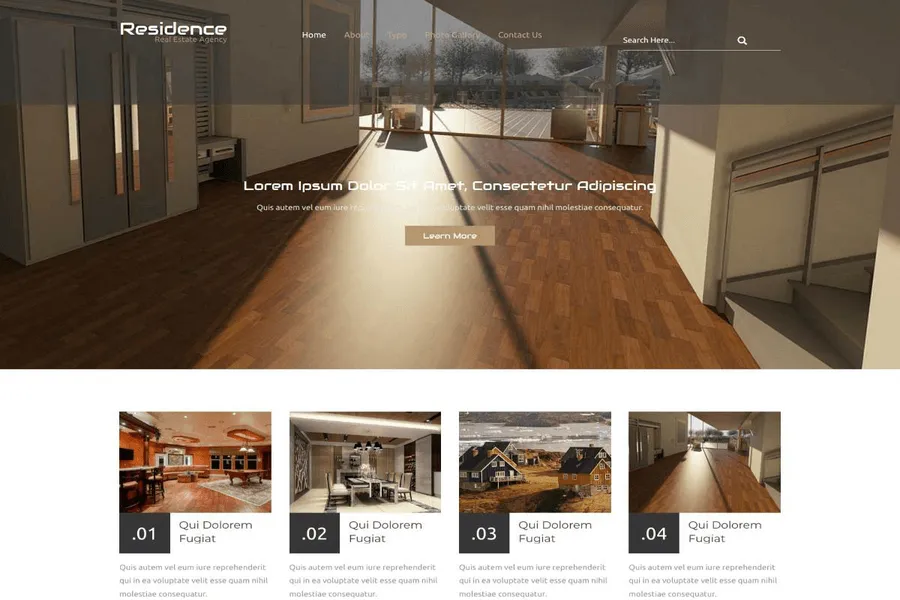 Residence
Real Estate Agency
Home About Type Photo Gallery Contact Us
Search Here...
Lorem Ipsum Dolor Sit Amet, Consectetur Adipiscing
Quis autem vel eum iure voluptate velit esse quam nihil molestiae consequatur.
Learn More
.01
Qui Dolorem
Fugiat
Quis autem vel eum iure reprehenderit
qui in ea voluptate velit esse quam nihil
molestiae consequatur.
.02
Qui Dolorem
Fugiat
Quis autem vel eum iure reprehenderit
qui in ea voluptate velit esse quam nihil
molestiae consequatur.
.03
Qui Dolorem
Fugiat
Quis autem vel eum iure reprehenderit
qui in ea voluptate velit esse quam nihil
molestiae consequatur.
.04
Qui Dolorem
Fugiat
Quis autem vel eum iure reprehenderit
qui in ea voluptate velit esse quam nihil
molestiae consequatur.